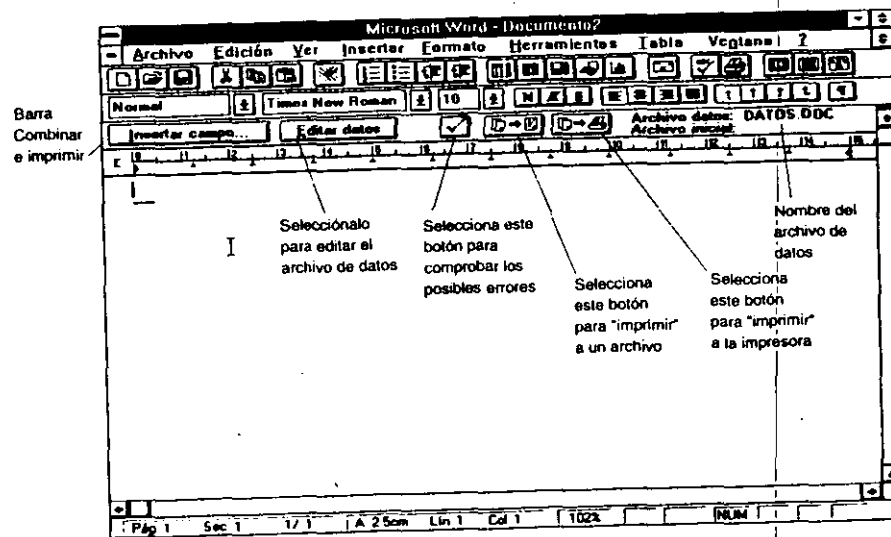 Microsoft Word - Documento2
Archivo Edición Ver Insertar Formato Herramientos Tabla Ventana ?
Normal Times New Roman 10 N K S
Insertar campo... Editar datos Archivo datos: DATOS.DOC
Archivo inicial:
Barra
Combinar
e imprimir
Selecciónalo
para editar el
archivo de datos
Selecciona este
botón para
comprobar los
posibles errores
Selecciona
este botón
para "imprimir"
a un archivo
Selecciona
este botón
para "imprimir"
a la impresora
Nombre del
archivo de
datos
Pág 1 Sec 1 1/ 1 A 2.5cm Lín 1 Col 1 102% NUM